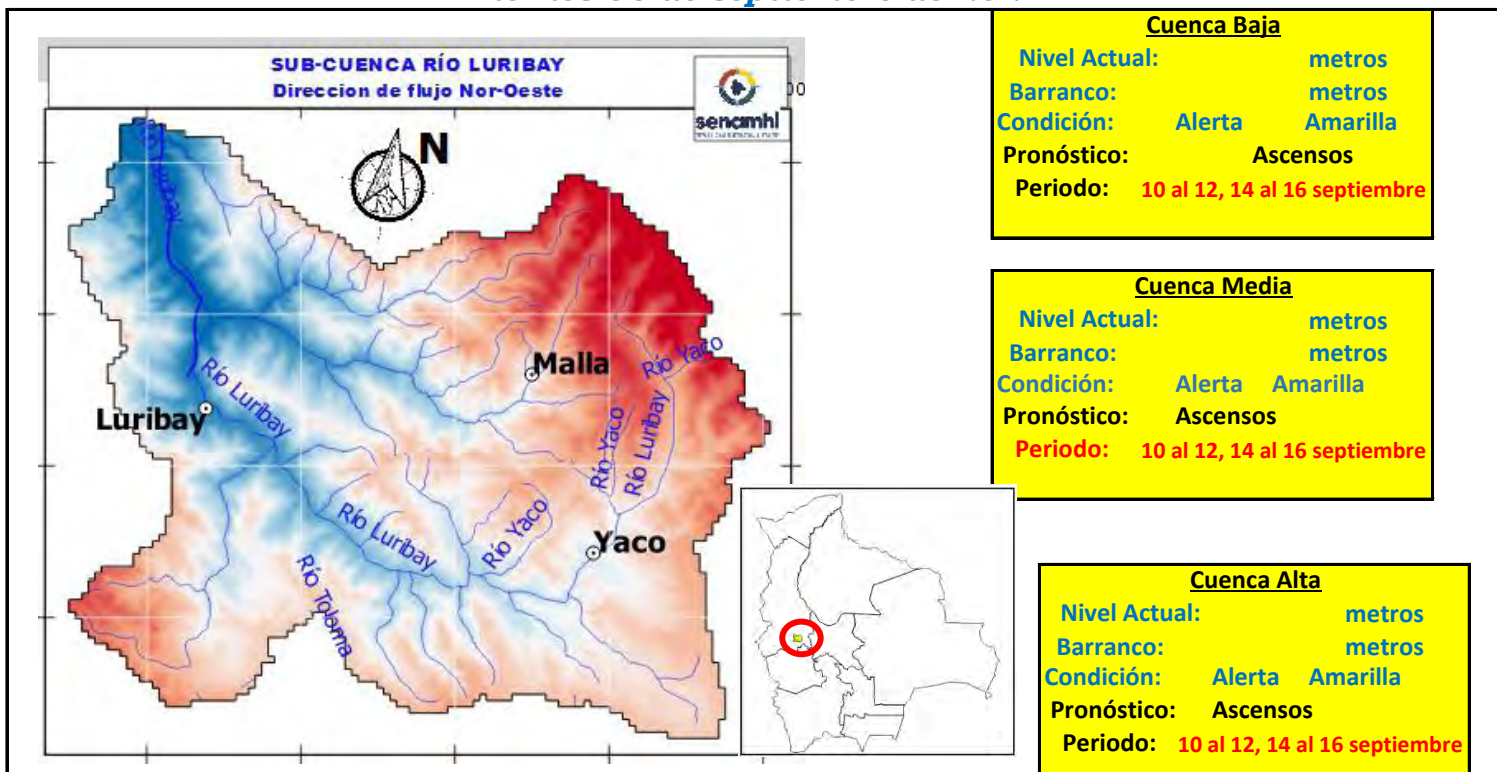 SUB-CUENCA RÍO LURIBAY
Direccion de flujo Nor-Oeste
senamhi
00
N
Río Luribay
Malla
Río Yaco
Luribay
Río Luribay
Río Yaco
Río Luribay
Río Luribay
Río Yaco
Yaco
Río Tolama
Cuenca Baja
Nivel Actual: metros
Barranco: metros
Condición: Alerta Amarilla
Pronóstico: Ascensos
Periodo: 10 al 12, 14 al 16 septiembre
Cuenca Media
Nivel Actual: metros
Barranco: metros
Condición: Alerta Amarilla
Pronóstico: Ascensos
Periodo: 10 al 12, 14 al 16 septiembre
Cuenca Alta
Nivel Actual: metros
Barranco: metros
Condición: Alerta Amarilla
Pronóstico: Ascensos
Periodo: 10 al 12, 14 al 16 septiembre